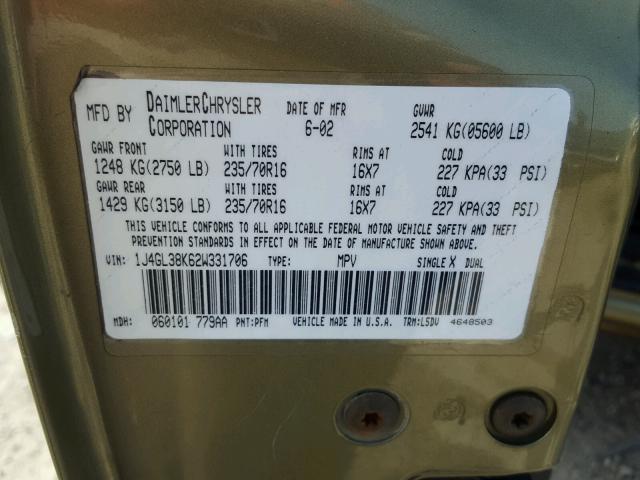 MFD BY DAIMLERCHRYSLER CORPORATION DATE OF MFR 6-02 GVWR 2541 KG(05600 LB)
GAWR FRONT WITH TIRES RIMS AT COLD
1248 KG(2750 LB) 235/70R16 16X7 227 KPA(33 PSI)
GAWR REAR WITH TIRES RIMS AT COLD
1429 KG(3150 LB) 235/70R16 16X7 227 KPA(33 PSI)
THIS VEHICLE CONFORMS TO ALL APPLICABLE FEDERAL MOTOR VEHICLE SAFETY AND THEFT
PREVENTION STANDARDS IN EFFECT ON THE DATE OF MANUFACTURE SHOWN ABOVE.
VIN: 1J4GL38K62W331706 TYPE: MPV SINGLE X DUAL
MDH: 060101 779AA PNT:PFM VEHICLE MADE IN U.S.A. TRM:L5DV 4648503